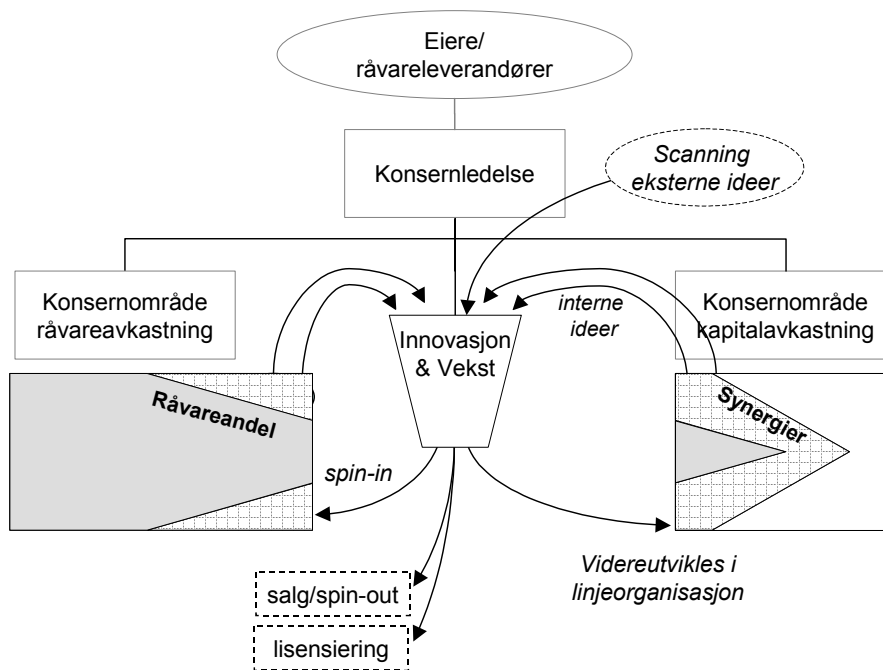 Eiere/
råvareleverandører
Konsernledelse
Scanning
eksterne ideer
Konsernområde
råvareavkastning
interne
ideer
Konsernområde
kapitalavkastning
Innovasjon
& Vekst
Råvareandel
Synergier
spin-in
Videreutvikles i
linjeorganisasjon
salg/spin-out
lisensiering